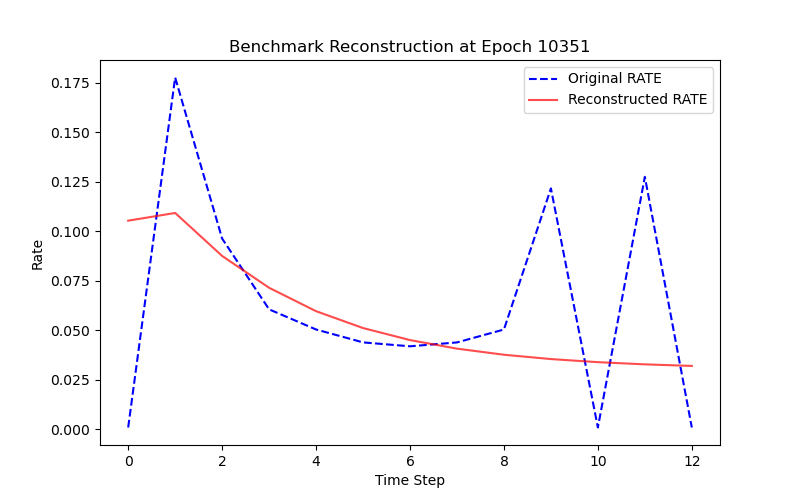 Benchmark Reconstruction at Epoch 10351
Original RATE
Reconstructed RATE
Rate
0.175
0.150
0.125
0.100
0.075
0.050
0.025
0.000
0 2 4 6 8 10 12
Time Step